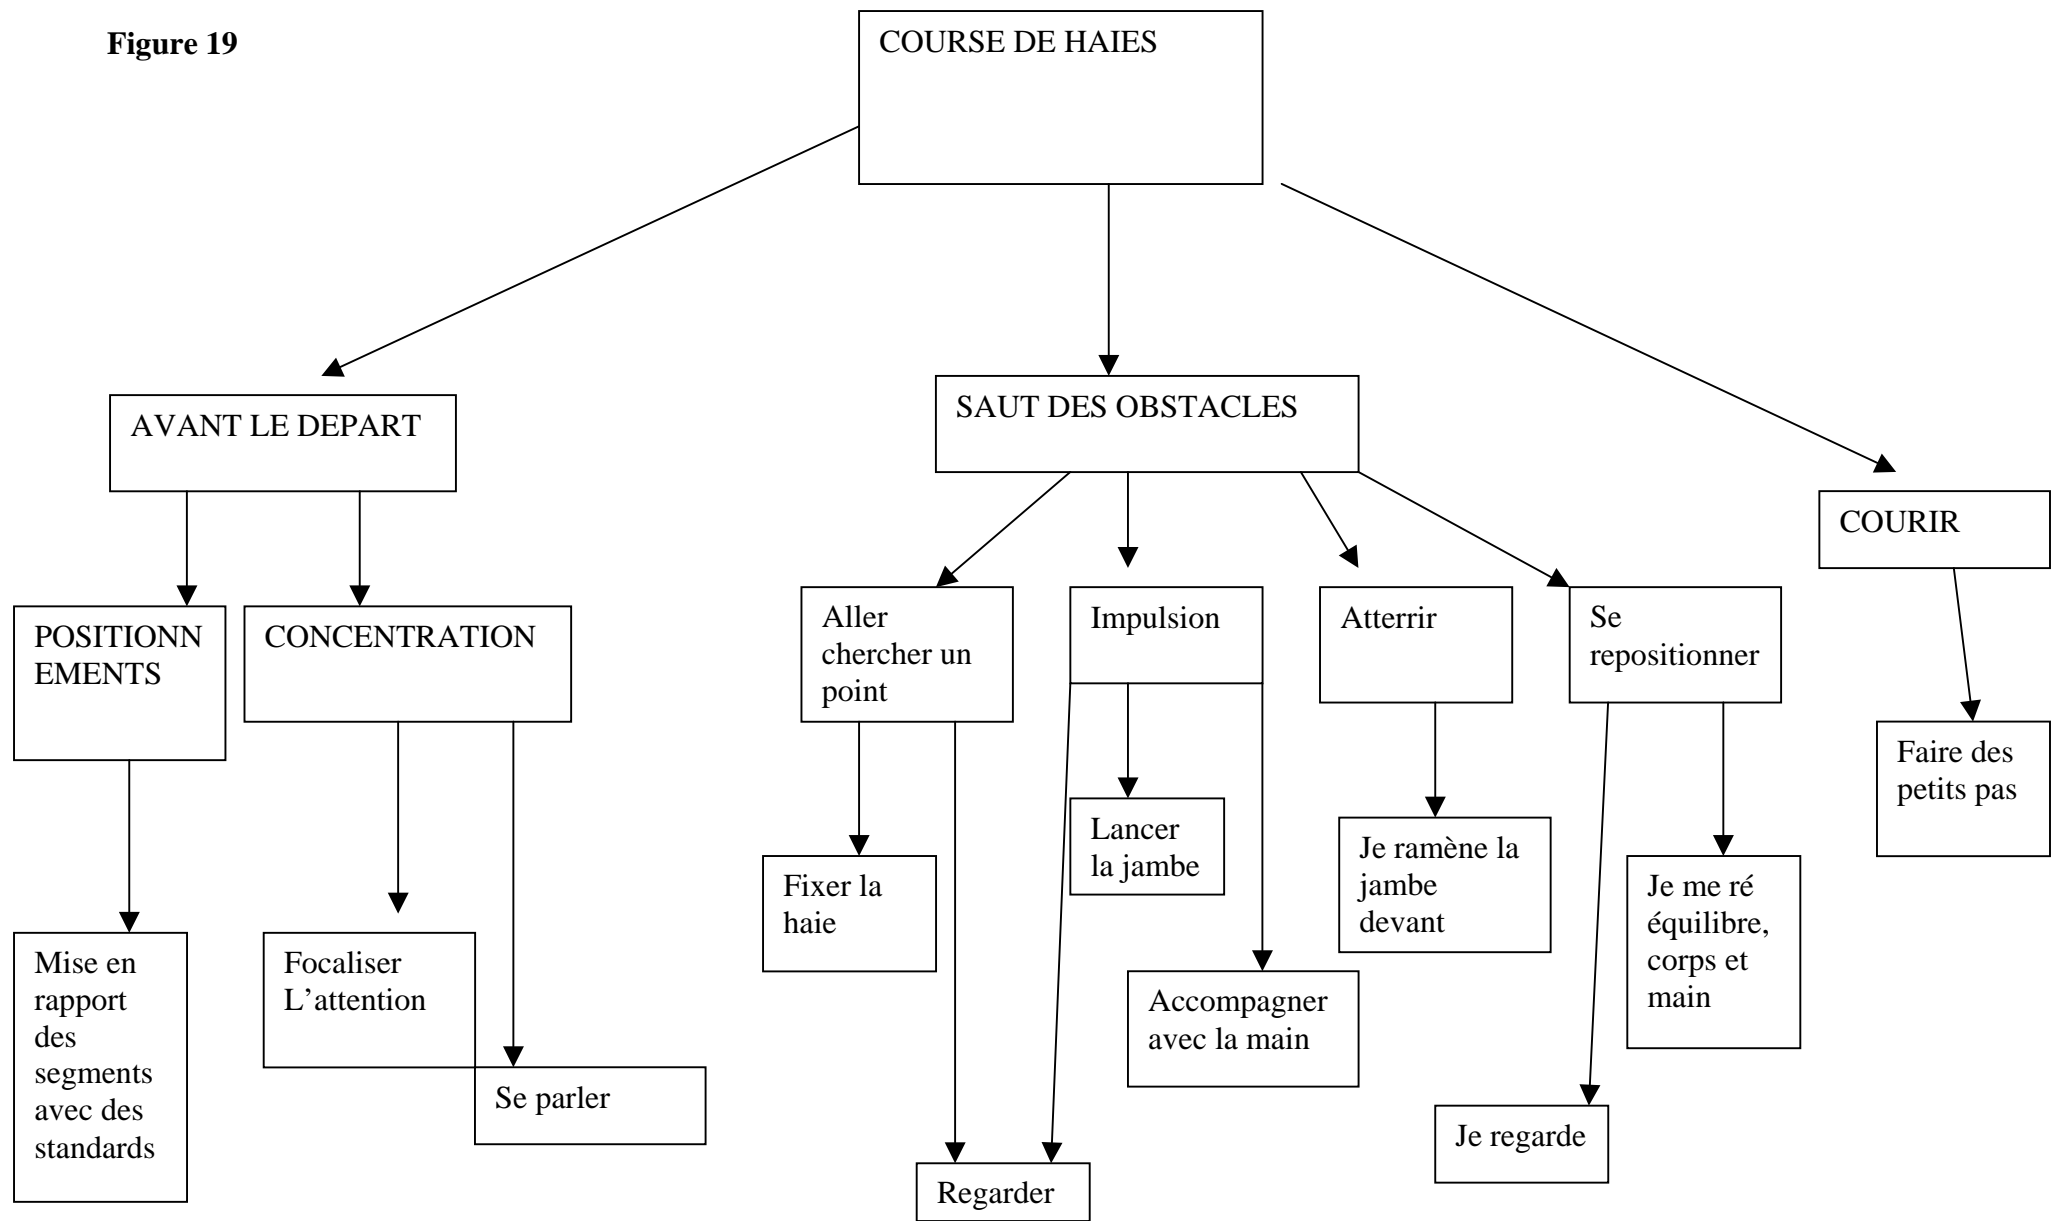 Figure 19
COURSE DE HAIES
AVANT LE DEPART
SAUT DES OBSTACLES
COURIR
POSITIONN
EMENTS
CONCENTRATION
Aller
chercher un
point
Impulsion
Atterrir
Se
repositionner
Faire des
petits pas
Mise en
rapport
des
segments
avec des
standards
Focaliser
L’attention
Se parler
Fixer la
haie
Regarder
Lancer
la jambe
Accompagner
avec la main
Je ramène la
jambe
devant
Je regarde
Je me ré
équilibre,
corps et
main